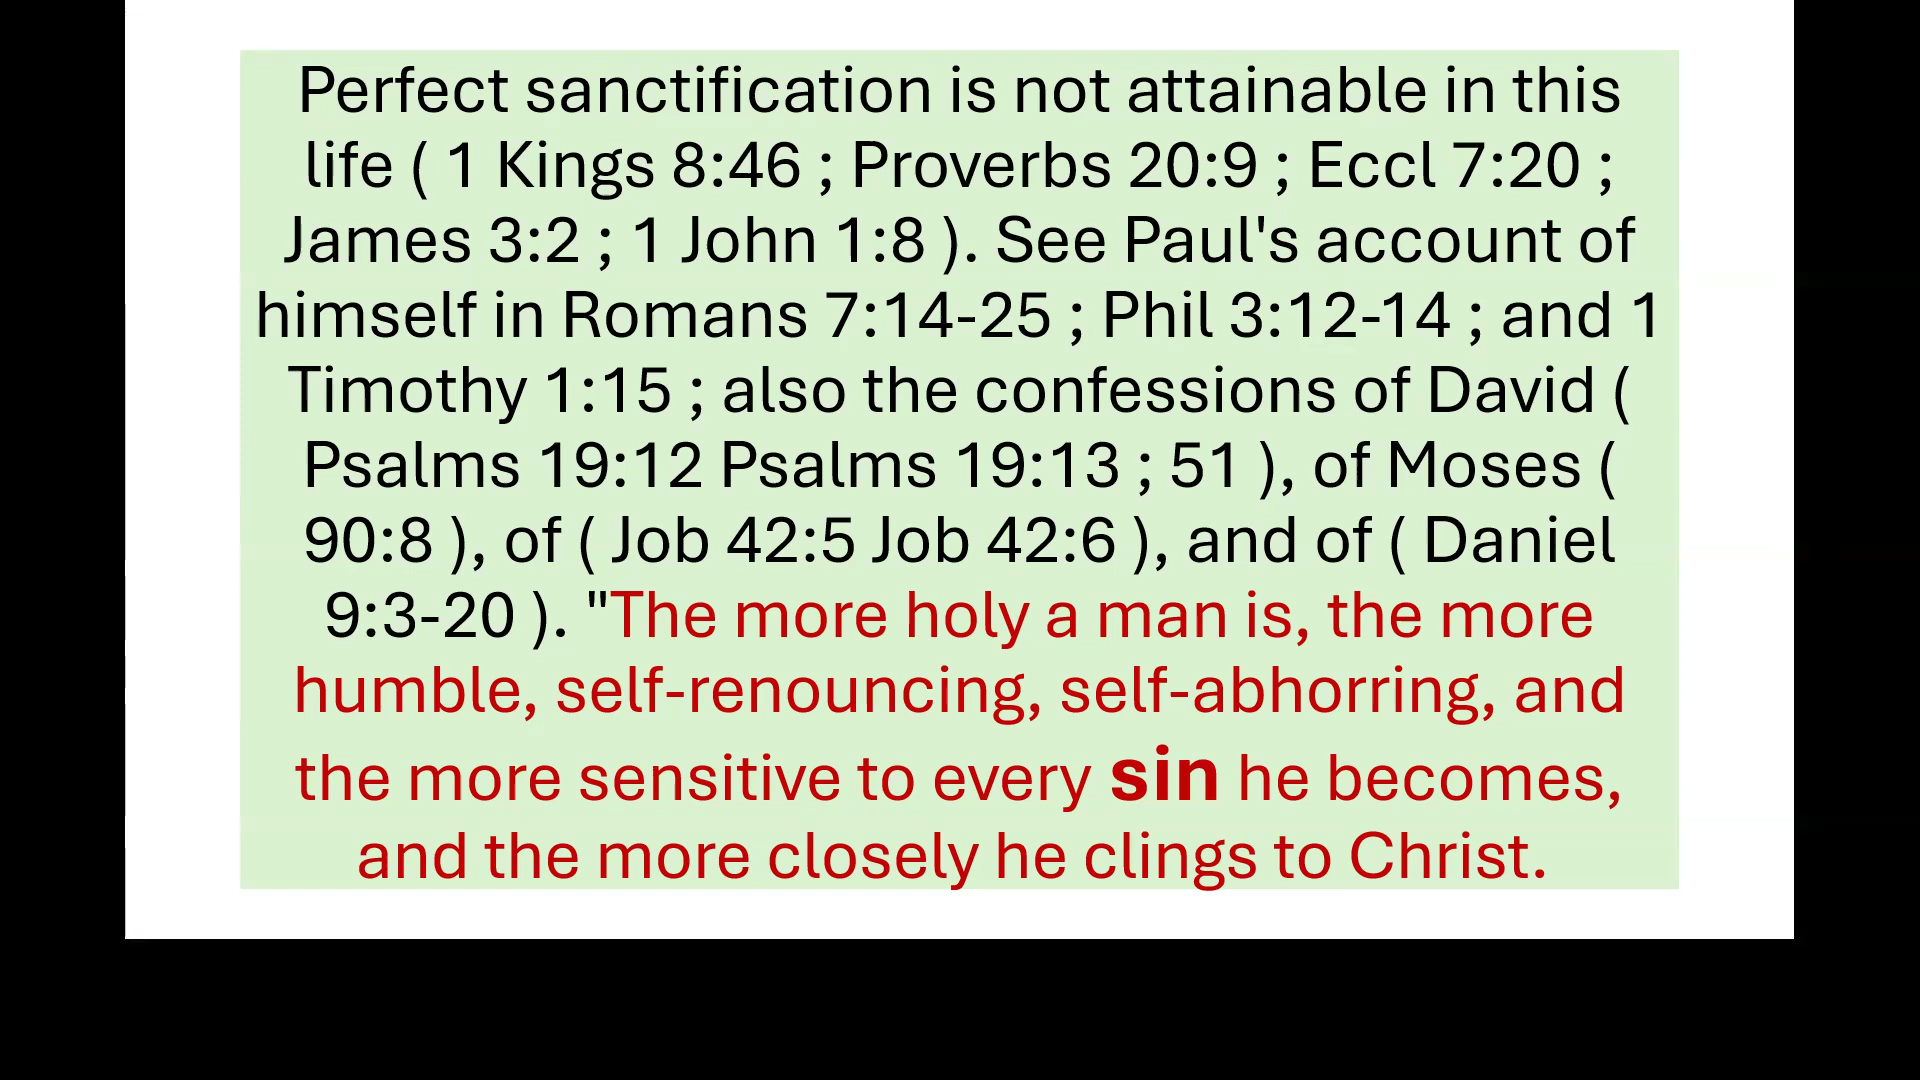 Perfect sanctification is not attainable in this
life ( 1 Kings 8:46 ; Proverbs 20:9 ; Eccl 7:20 ;
James 3:2 ; 1 John 1:8 ). See Paul's account of
himself in Romans 7:14-25 ; Phil 3:12-14 ; and 1
Timothy 1:15 ; also the confessions of David (
Psalms 19:12 Psalms 19:13 ; 51 ), of Moses (
90:8 ), of ( Job 42:5 Job 42:6 ), and of ( Daniel
9:3-20 ). "The more holy a man is, the more
humble, self-renouncing, self-abhorring, and
the more sensitive to every sin he becomes,
and the more closely he clings to Christ.